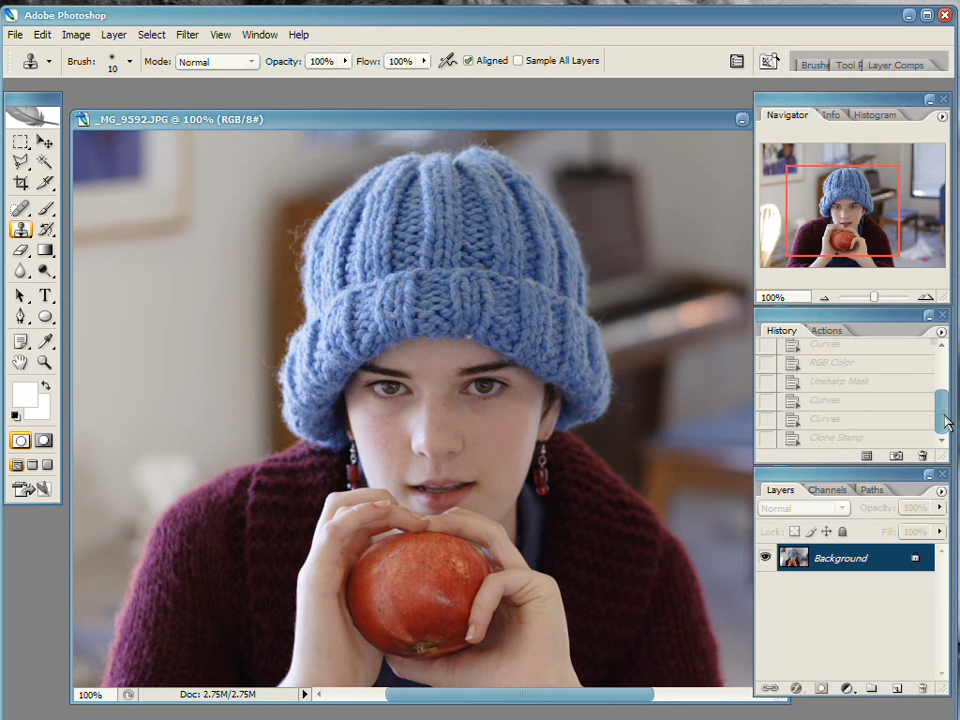 Adobe Photoshop
File Edit Image Layer Select Filter View Window Help
Brush: 10 Mode: Normal Opacity: 100% Flow: 100% Aligned Sample All Layers
Brushe Tool P Layer Comps
_MG_9592.JPG @ 100% (RGB/8#)
Navigator Info Histogram
100%
History Actions
Curves
RGB Color
Unsharp Mask
Curves
Curves
Clone Stamp
Layers Channels Paths
Normal Opacity: 100%
Lock: Fill: 100%
Background
100% Doc: 2.75M/2.75M